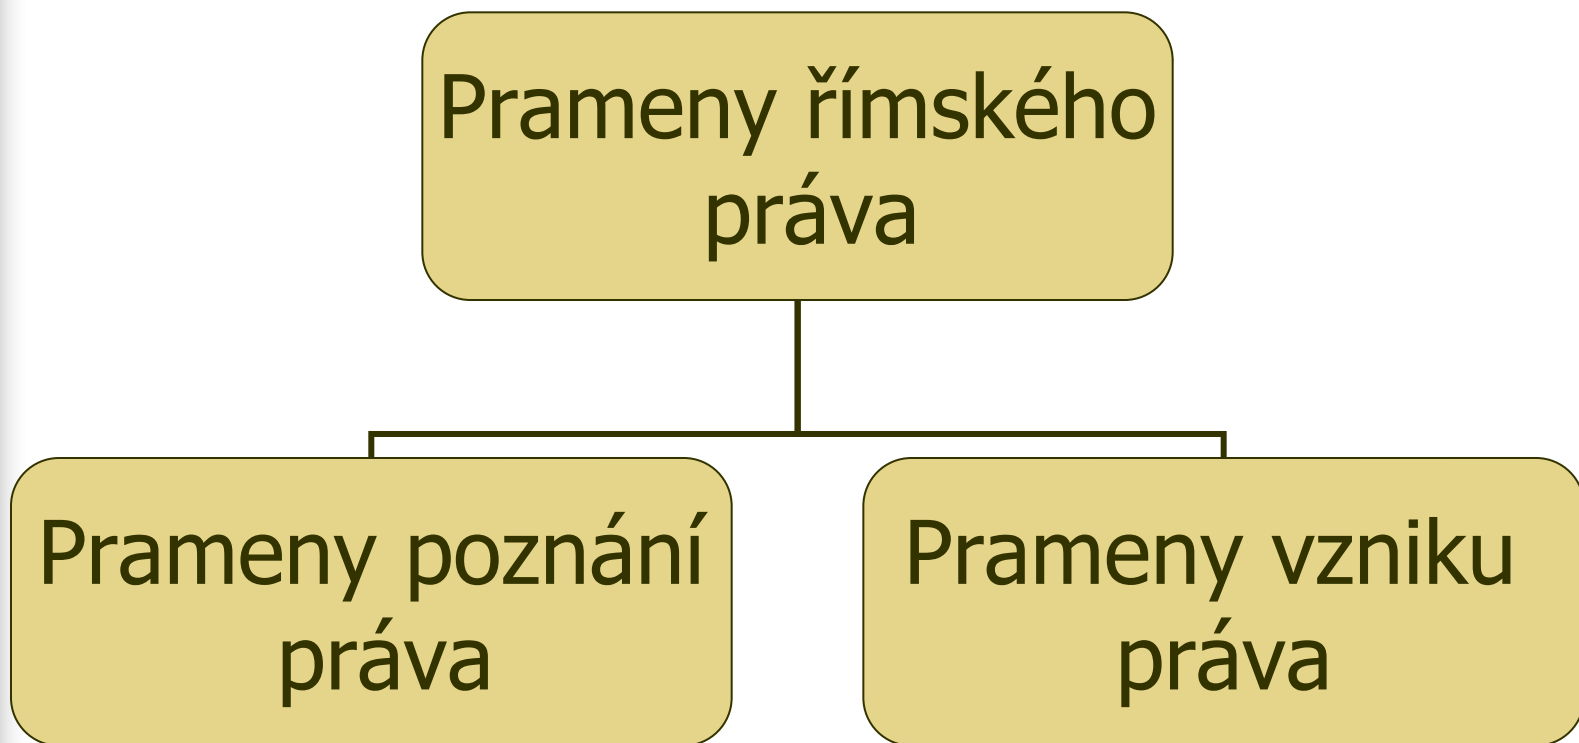 Prameny římského
práva
Prameny poznání
práva
Prameny vzniku
práva